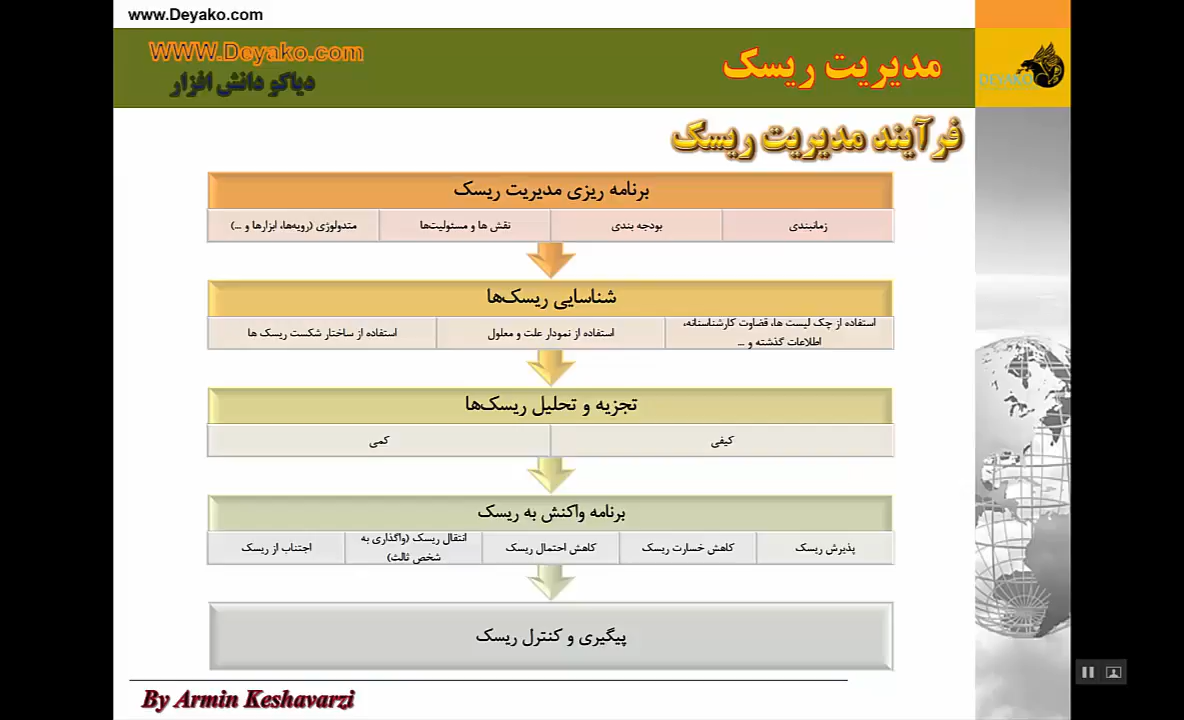 www.Deyako.com
WWW.Deyako.com
دیاکو دانش افزار
مدیریت ریسک
DEYAKO
فرآیند مدیریت ریسک
برنامه ریزی مدیریت ریسک
زمانبندی
بودجه بندی
نقش ها و مسئولیت‌ها
متدولوژی (رویه‌ها، ابزارها و ...)
شناسایی ریسک‌ها
استفاده از چک لیست ها، قضاوت کارشناسانه،
اطلاعات گذشته و ...
استفاده از نمودار علت و معلول
استفاده از ساختار شکست ریسک ها
تجزیه و تحلیل ریسک‌ها
کیفی
کمی
برنامه واکنش به ریسک
پذیرش ریسک
کاهش خسارت ریسک
کاهش احتمال ریسک
انتقال ریسک (واگذاری به
شخص ثالث)
اجتناب از ریسک
پیگیری و کنترل ریسک
By Armin Keshavarzi